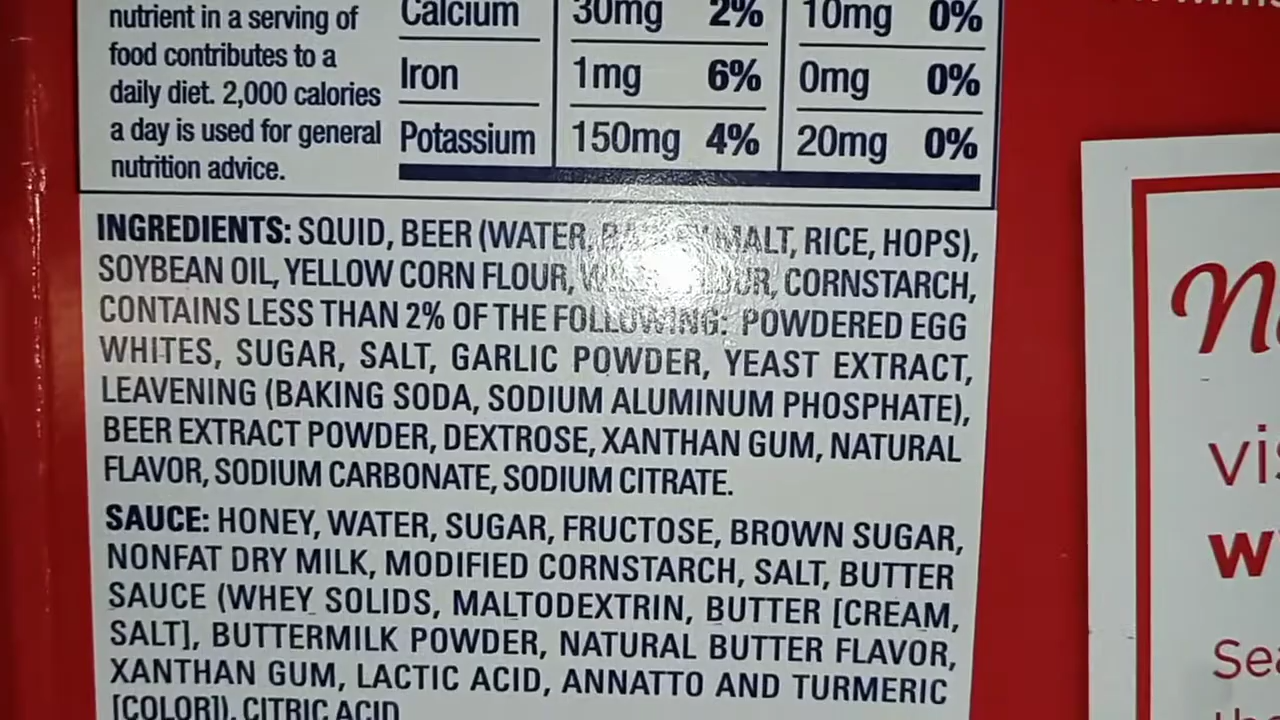 nutrient in a serving of
food contributes to a
daily diet. 2,000 calories
a day is used for general
nutrition advice.
Calcium 30mg 2% 10mg 0%
Iron 1mg 6% 0mg 0%
Potassium 150mg 4% 20mg 0%
INGREDIENTS: SQUID, BEER (WATER, MALT, RICE, HOPS),
SOYBEAN OIL, YELLOW CORN FLOUR, CORNSTARCH,
CONTAINS LESS THAN 2% OF THE FOLLOWING: POWDERED EGG
WHITES, SUGAR, SALT, GARLIC POWDER, YEAST EXTRACT,
LEAVENING (BAKING SODA, SODIUM ALUMINUM PHOSPHATE),
BEER EXTRACT POWDER, DEXTROSE, XANTHAN GUM, NATURAL
FLAVOR, SODIUM CARBONATE, SODIUM CITRATE.
SAUCE: HONEY, WATER, SUGAR, FRUCTOSE, BROWN SUGAR,
NONFAT DRY MILK, MODIFIED CORNSTARCH, SALT, BUTTER
SAUCE (WHEY SOLIDS, MALTODEXTRIN, BUTTER [CREAM,
SALT], BUTTERMILK POWDER, NATURAL BUTTER FLAVOR,
XANTHAN GUM, LACTIC ACID, ANNATTO AND TURMERIC
[COLOR]), CITRIC ACID